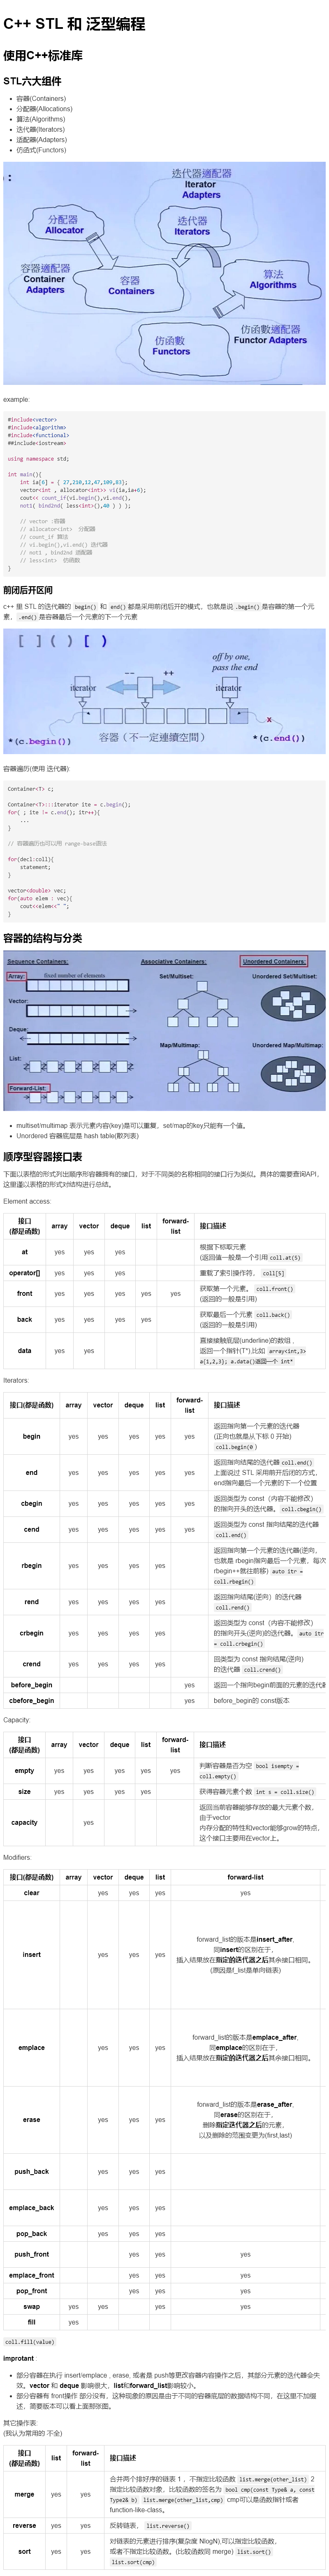 C++ STL 和 泛型编程
使用C++标准库
STL六大组件
容器(Containers)
分配器(Allocations)
算法(Algorithms)
迭代器(Iterators)
适配器(Adapters)
仿函式(Functors)
迭代器適配器
Iterator
Adapters
分配器
Allocator
迭代器
Iterators
容器適配器
Container
Adapters
容器
Containers
算法
Algorithms
仿函數
Functors
仿函數適配器
Functor Adapters
example:
#include<vector>
#include<algorithm>
#include<functional>
##include<iostream>
using namespace std;
int main(){
int ia[6] = { 27,210,12,47,109,83};
vector<int , allocator<int>> vi(ia,ia+6);
cout<< count_if(vi.begin(),vi.end(),
not1( bind2nd( less<int>(),40 ) ) );
// vector :容器
// allocator<int> 分配器
// count_if 算法
// vi.begin(),vi.end() 迭代器
// not1 , bind2nd 适配器
// less<int> 仿函数
}
前闭后开区间
c++ 里 STL 的迭代器的 begin() 和 end() 都是采用前闭后开的模式，也就是说 .begin() 是容器的第一个元
素， .end() 是容器最后一个元素的下一个元素
[ ] ( ) [ )
off by one,
pass the end
-- ++
iterator iterator
x
*(c.begin()) 容器（不一定連續空間） *(c.end())
容器遍历(使用 迭代器)
Container<T> c;
Container<T>:::iterator ite = c.begin();
for( ; ite != c.end(); itr++){
...
}
// 容器遍历也可以用 range-base语法
for(decl:coll){
statement;
}
vector<double> vec;
for(auto elem : vec){
cout<<elem<<" ";
}
容器的结构与分类
Sequence Containers: Associative Containers: Unordered Containers:
Array: fixed number of elements Set/Multiset: Unordered Set/Multiset:
Vector:
Deque:
Map/Multimap: Unordered Map/Multimap:
List:
Forward-List:
multiset/multimap 表示元素内容(key)是可以重复，set/map的key只能有一个值。
Unordered 容器底层是 hash table(散列表)
顺序型容器接口表
下面以表格的形式列出顺序形容器拥有的接口，对于不同类的名称相同的接口行为类似。具体的需要查询API，
这里谨以表格的形式对结构进行总结。
Element access:
接口
(都是函数) array vector deque list forward-
list 接口描述
at yes yes yes 根据下标取元素
(返回值一般是一个引用 coll.at(5)
operator[] yes yes yes 重载了索引操作符， coll[5]
front yes yes yes yes yes 获取第一个元素。 coll.front()
(返回的一般是引用)
back yes yes yes yes 获取最后一个元素 coll.back()
(返回的一般是引用)
data yes yes 直接接触底层(underline)的数组，
返回一个指针(T*).比如 array<int,3>
a{1,2,3}; a.data()返回一个 int*
Iterators:
接口(都是函数) array vector deque list forward-
list 接口描述
begin yes yes yes yes yes 返回指向第一个元素的迭代器
(正向也就是从下标 0 开始)
coll.begin(0 )
end yes yes yes yes yes 返回指向结尾的迭代器 coll.end()
上面说过 STL 采用前开后闭的方式，
end指向最后一个元素的下一个位置
cbegin yes yes yes yes yes 返回类型为 const（内容不能修改）
的指向开头的迭代器。 coll.cbegin()
cend yes yes yes yes yes 返回类型为 const 指向结尾的迭代器
coll.end()
rbegin yes yes yes yes 返回指向第一个元素的迭代器(逆向，
也就是 rbegin指向最后一个元素，每次
rbegin++就往前移) auto itr =
coll.rbegin()
rend yes yes yes yes 返回指向结尾(逆向）的迭代器
coll.rend()
crbegin yes yes yes yes 返回类型为 const（内容不能修改）
的指向开头(逆向)的迭代器。 auto itr
= coll.crbegin()
crend yes yes yes yes 回类型为 const 指向结尾(逆向)
的迭代器 coll.crend()
before_begin yes 返回一个指向begin前面的元素的迭代
cbefore_begin yes before_begin的 const版本
Capacity:
接口
(都是函数) array vector deque list forward-
list 接口描述
empty yes yes yes yes yes 判断容器是否为空 bool isempty =
coll.empty()
size yes yes yes yes 获得容器元素个数 int s = coll.size()
capacity yes 返回当前容器能够存放的最大元素个数，
由于vector
内存分配的特性和vector能够grow的特点，
这个接口主要用在vector上。
Modifiers:
接口(都是函数) array vector deque list forward-list
clear yes yes yes yes
insert yes yes yes forward_list的版本是insert_after,
同insert的区别在于，
插入结果放在指定的迭代器之后其余接口相同。
(原因是f_list是单向链表)
emplace yes yes yes forward_list的版本是emplace_after,
同emplace的区别在于，
插入结果放在指定的迭代器之后其余接口相同。
erase yes yes yes forward_list的版本是erase_after,
同erase的区别在于，
删除指定迭代器之后的元素，
以及删除的范围变更为(first,last)
push_back yes yes yes
emplace_back yes yes yes
pop_back yes yes yes
push_front yes yes yes
emplace_front yes yes yes
pop_front yes yes yes
swap yes yes yes yes
fill yes
coll.fill(value)
improtant :
部分容器在执行 insert/emplace , erase, 或者是 push等更改容器内容操作之后，其部分元素的迭代器会失
效。vector 和 deque 影响很大，list和forward_list影响较小。
部分容器有 front操作 部分没有，这种现象的原因是由于不同的容器底层的数据结构不同，在这里不加细
述，简要版本可以看上面那张图。
其它操作表
(我认为常用的 不全)
接口
(都是函数) list forward-
list 接口描述
merge yes yes 合并两个排好序的链表 1 ，不指定比较函数 list.merge(other_list) 2
指定比较函数对象，比较函数的签名为 bool cmp(const Type& a, const
Type2& b) list.merge(other_list,cmp) cmp可以是函数指针或者
function-like-class。
reverse yes yes 反转链表， list.reverse()
sort yes yes 对链表的元素进行排序(复杂度 NlogN),可以指定比较函数，
或者不指定比较函数。(比较函数同 merge) list.sort()
list.sort(cmp)